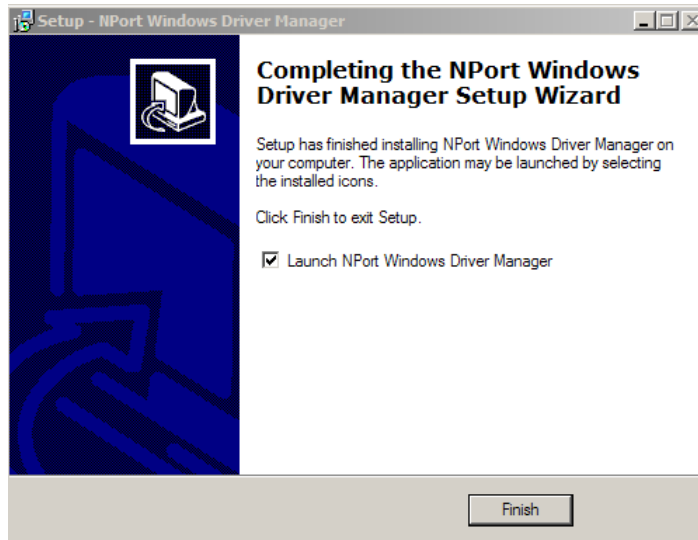 Setup - NPort Windows Driver Manager
Completing the NPort Windows
Driver Manager Setup Wizard
Setup has finished installing NPort Windows Driver Manager on
your computer. The application may be launched by selecting
the installed icons.
Click Finish to exit Setup.
Launch NPort Windows Driver Manager
Finish